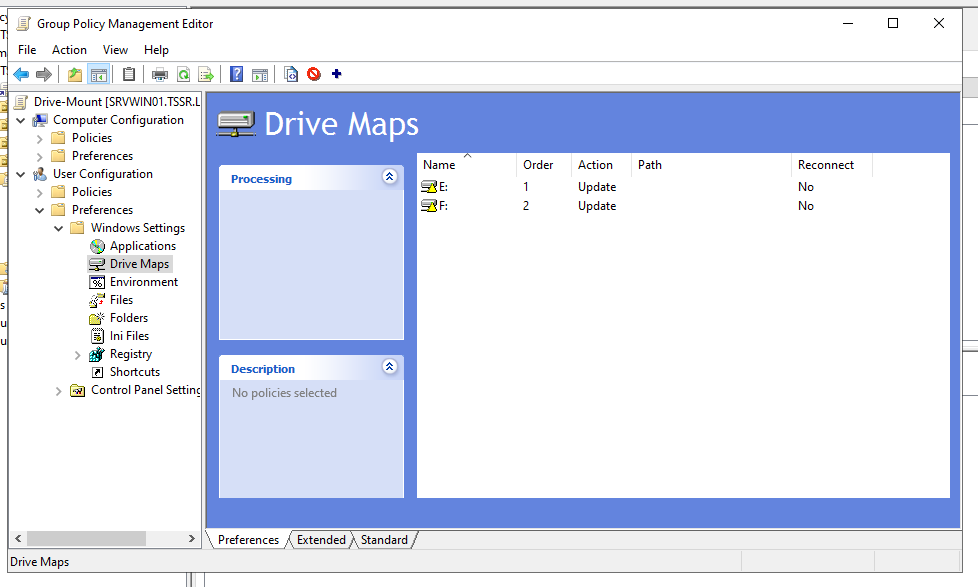 Group Policy Management Editor
File Action View Help
Drive-Mount [SRVWIN01.TSSR.L
Computer Configuration
Policies
Preferences
User Configuration
Policies
Preferences
Windows Settings
Applications
Drive Maps
Environment
Files
Folders
Ini Files
Registry
Shortcuts
Control Panel Setting
Drive Maps
Processing
Description
No policies selected
Name Order Action Path Reconnect
E: 1 Update No
F: 2 Update No
Preferences Extended Standard
Drive Maps